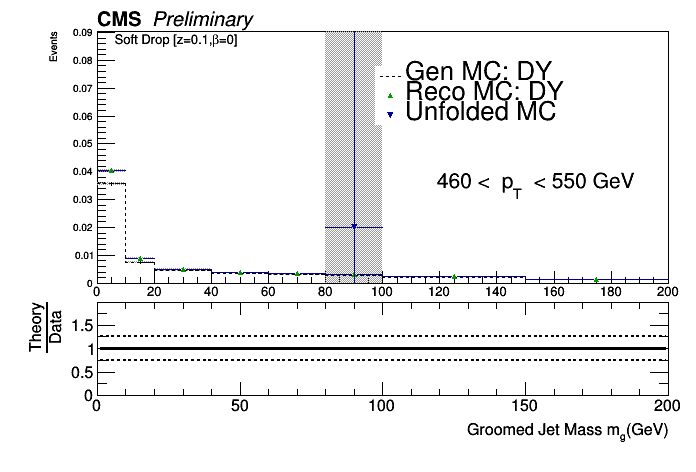 CMS Preliminary
Events
0.09
0.08
0.07
0.06
0.05
0.04
0.03
0.02
0.01
0
Soft Drop [z=0.1,β=0]
Gen MC: DY
Reco MC: DY
Unfolded MC
460 < pT < 550 GeV
0 20 40 60 80 100 120 140 160 180 200
Theory
Data
1.5
1
0.5
0
0 50 100 150 200
Groomed Jet Mass mg(GeV)